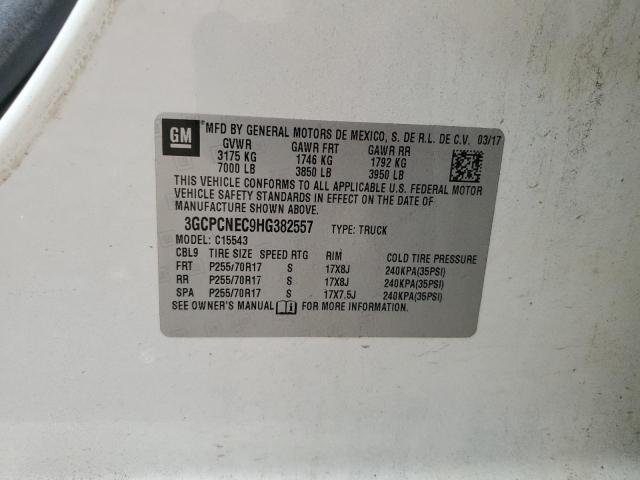 GM MFD BY GENERAL MOTORS DE MEXICO, S. DE R.L. DE C.V. 03/17
GVWR GAWR FRT GAWR RR
3175 KG 1746 KG 1792 KG
7000 LB 3850 LB 3950 LB
THIS VEHICLE CONFORMS TO ALL APPLICABLE U.S. FEDERAL MOTOR
VEHICLE SAFETY STANDARDS IN EFFECT ON THE DATE OF
MANUFACTURE SHOWN ABOVE.
3GCPCNEC9HG382557 TYPE: TRUCK
MODEL: C15543
CBL9 TIRE SIZE SPEED RTG RIM COLD TIRE PRESSURE
FRT P255/70R17 S 17X8J 240KPA(35PSI)
RR P255/70R17 S 17X8J 240KPA(35PSI)
SPA P255/70R17 S 17X7.5J 240KPA(35PSI)
SEE OWNER'S MANUAL FOR MORE INFORMATION.